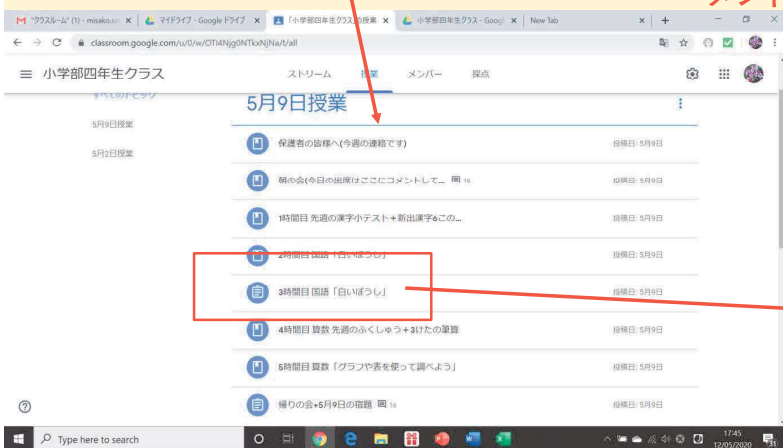 "クラスルーム" (1) - misako.sa
マイドライブ - Google ドライブ
「小学部四年生クラス」の授業
小学部四年生クラス - Googl
New Tab
classroom.google.com/u/0/w/OTI4Njg0NTkxNjNa/t/all
小学部四年生クラス
ストリーム
授業
メンバー
採点
すべてのトピック
5月9日授業
5月2日授業
5月9日授業
保護者の皆様へ(今週の連絡です)
投稿日: 5月9日
朝の会(今日の出席はここにコメントして... 18
投稿日: 5月9日
1時間目 先週の漢字小テスト+新出漢字6この...
投稿日: 5月9日
2時間目 国語「白いぼうし」
投稿日: 5月9日
3時間目 国語「白いぼうし」
投稿日: 5月9日
4時間目 算数 先週のふくしゅう+3けたの筆算
投稿日: 5月9日
5時間目 算数「グラフや表を使って調べよう」
投稿日: 5月9日
帰りの会+5月9日の宿題 16
投稿日: 5月9日
Type here to search
17:45
12/05/2020
31